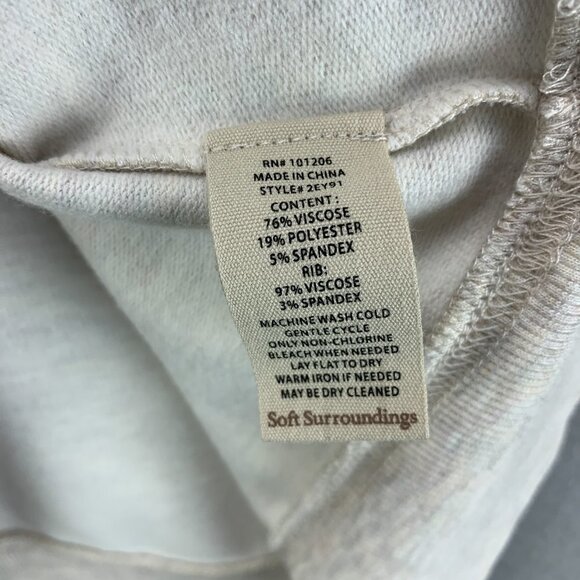 RN# 101206
MADE IN CHINA
STYLE# 2EY91
CONTENT:
76% VISCOSE
19% POLYESTER
5% SPANDEX
RIB:
97% VISCOSE
3% SPANDEX
MACHINE WASH COLD
GENTLE CYCLE
ONLY NON-CHLORINE
BLEACH WHEN NEEDED
LAY FLAT TO DRY
WARM IRON IF NEEDED
MAY BE DRY CLEANED
Soft Surroundings